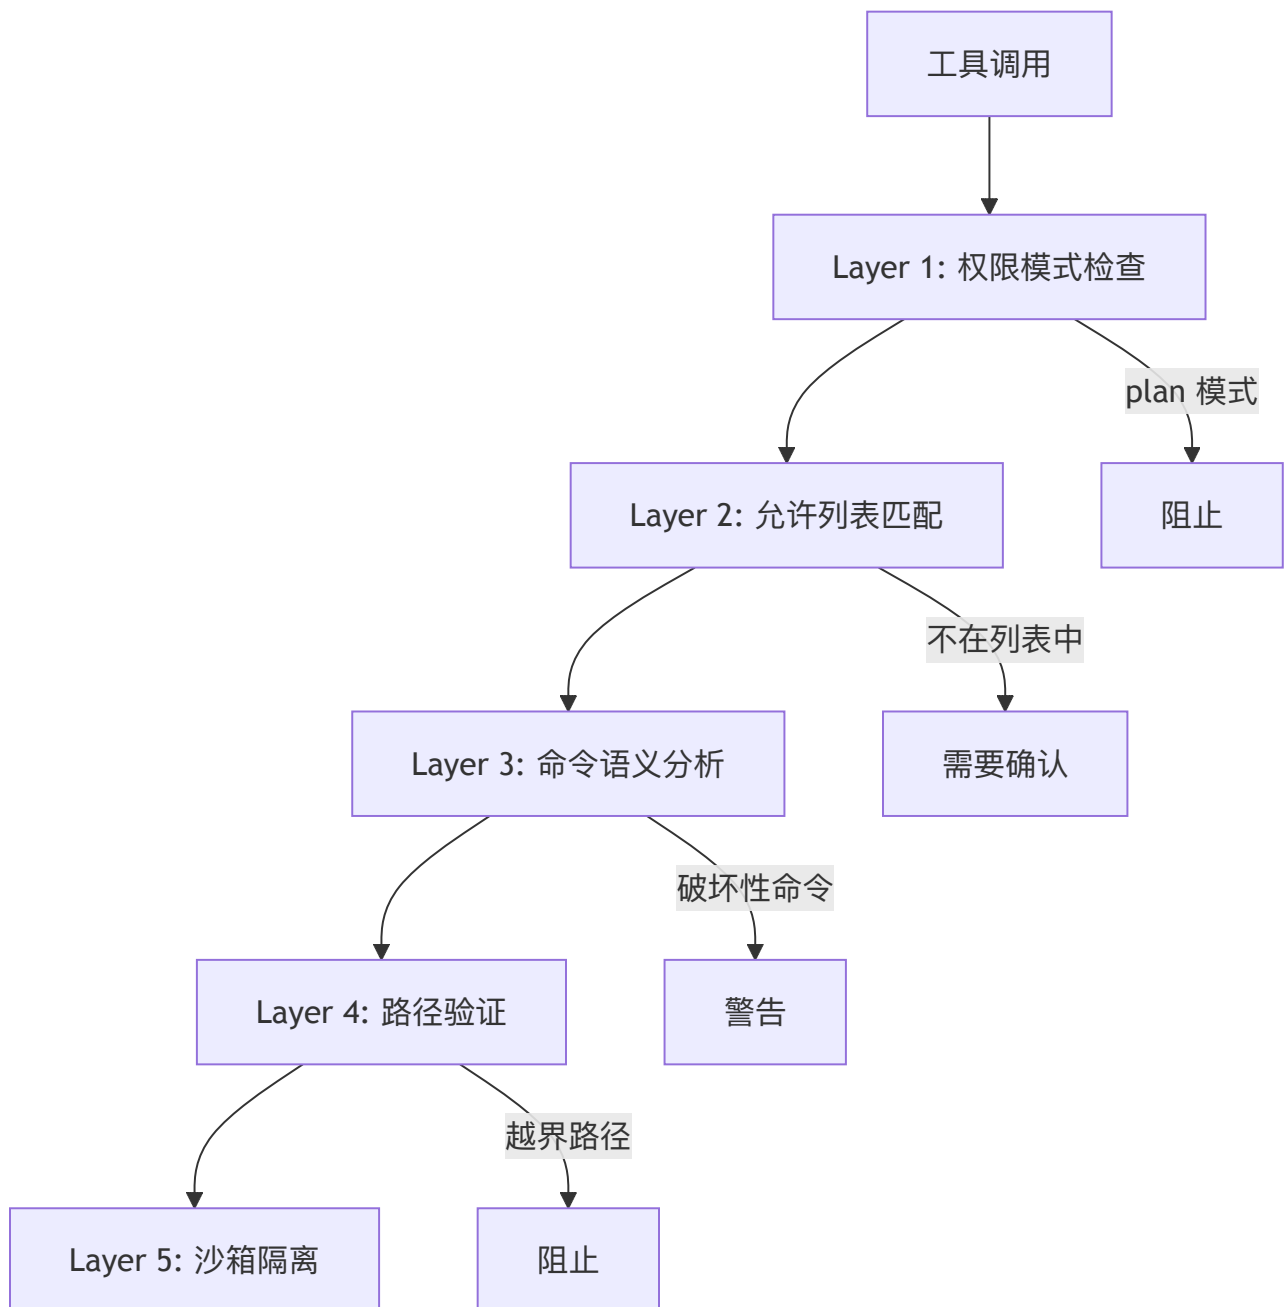 工具调用
Layer 1: 权限模式检查
plan 模式
Layer 2: 允许列表匹配
阻止
不在列表中
Layer 3: 命令语义分析
需要确认
破坏性命令
Layer 4: 路径验证
警告
越界路径
Layer 5: 沙箱隔离
阻止